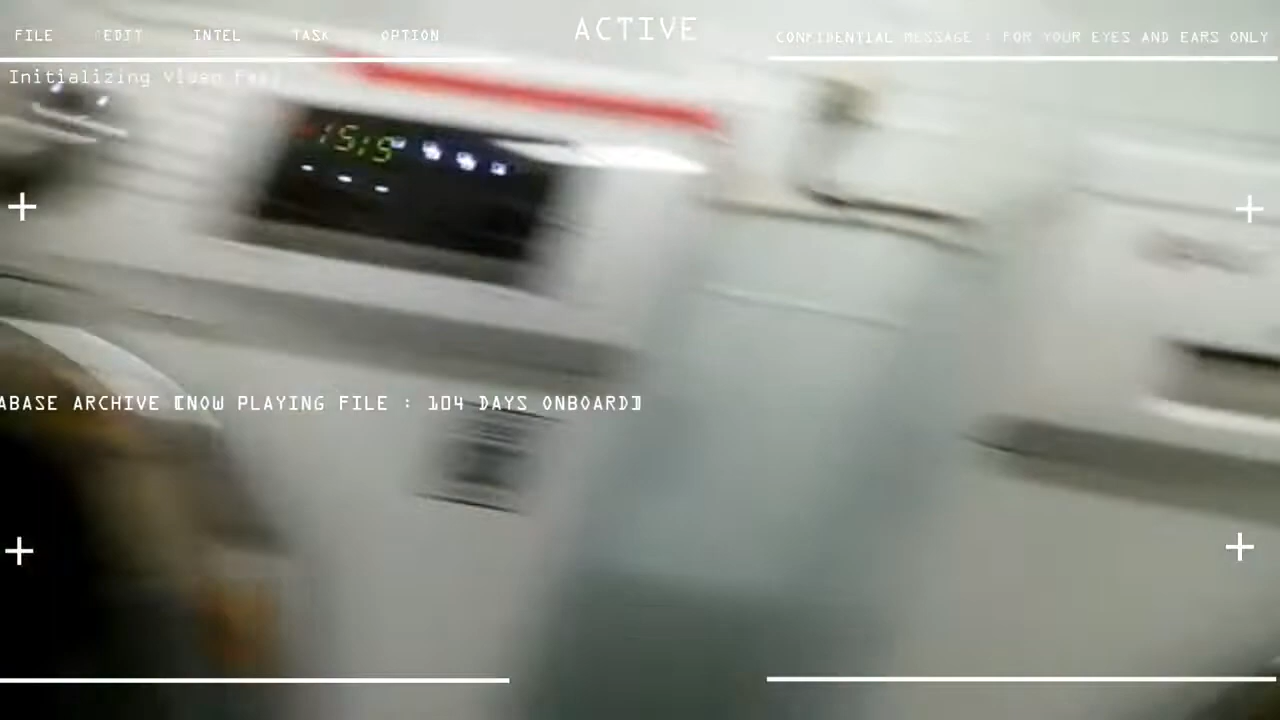 FILE EDIT INTEL TASK OPTION
ACTIVE
CONFIDENTIAL MESSAGE : FOR YOUR EYES AND EARS ONLY
Initializing Video
ABASE ARCHIVE [NOW PLAYING FILE : 104 DAYS ONBOARD]